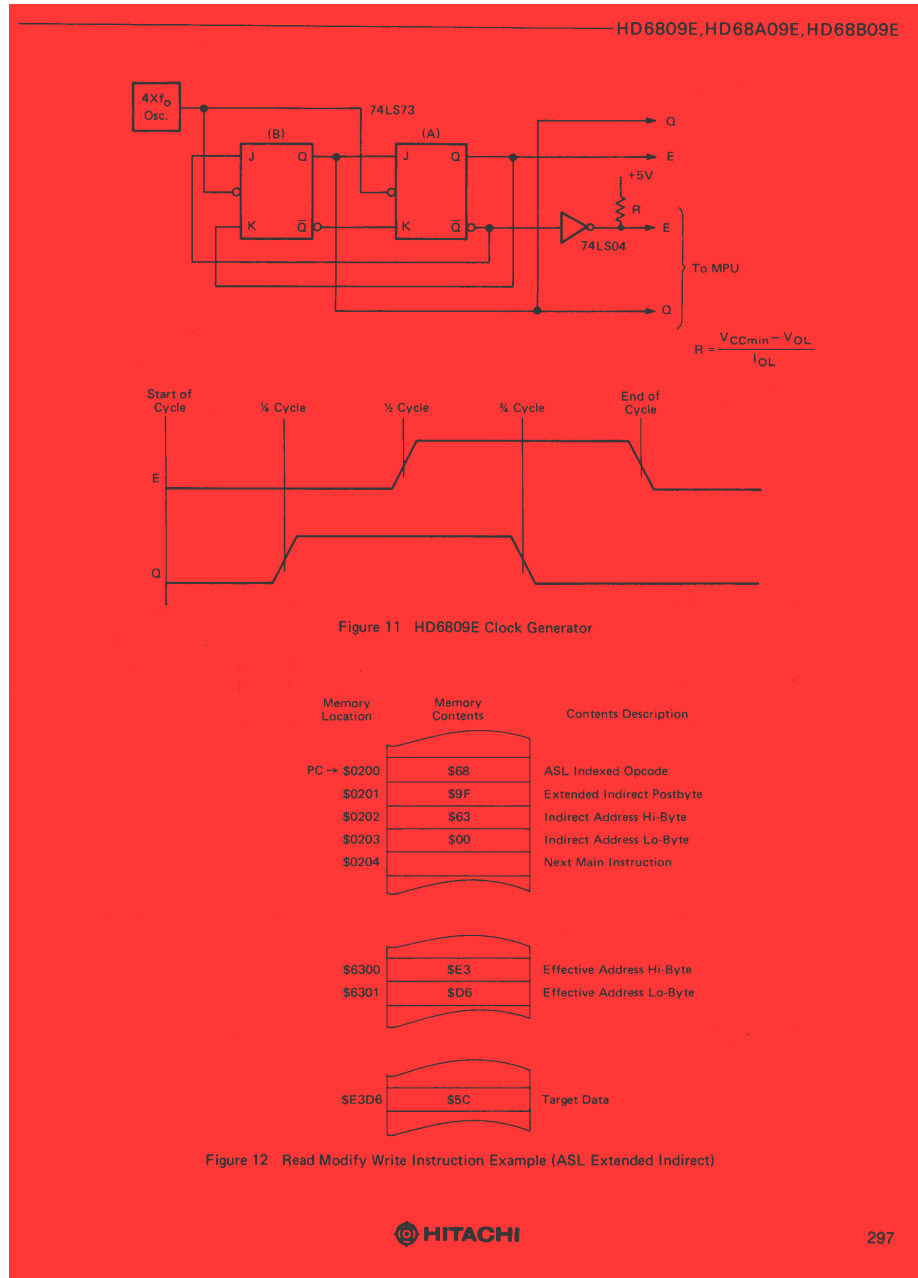 HD6809E,HD68A09E,HD68B09E
4Xfo
Osc.
74LS73
(B)
(A)
J Q
K Q̅
J Q
K Q̅
Q
E
+5V
R
E
74LS04
To MPU
Q
R = VCCmin − VOL
IOL
Start of
Cycle
¼ Cycle
½ Cycle
¾ Cycle
End of
Cycle
E
Q
Figure 11 HD6809E Clock Generator
Memory
Location
Memory
Contents
Contents Description
PC → $0200 $68 ASL Indexed Opcode
$0201 $9F Extended Indirect Postbyte
$0202 $63 Indirect Address Hi-Byte
$0203 $00 Indirect Address Lo-Byte
$0204 Next Main Instruction
$6300 $E3 Effective Address Hi-Byte
$6301 $D6 Effective Address Lo-Byte
$E3D6 $5C Target Data
Figure 12 Read Modify Write Instruction Example (ASL Extended Indirect)
HITACHI
297